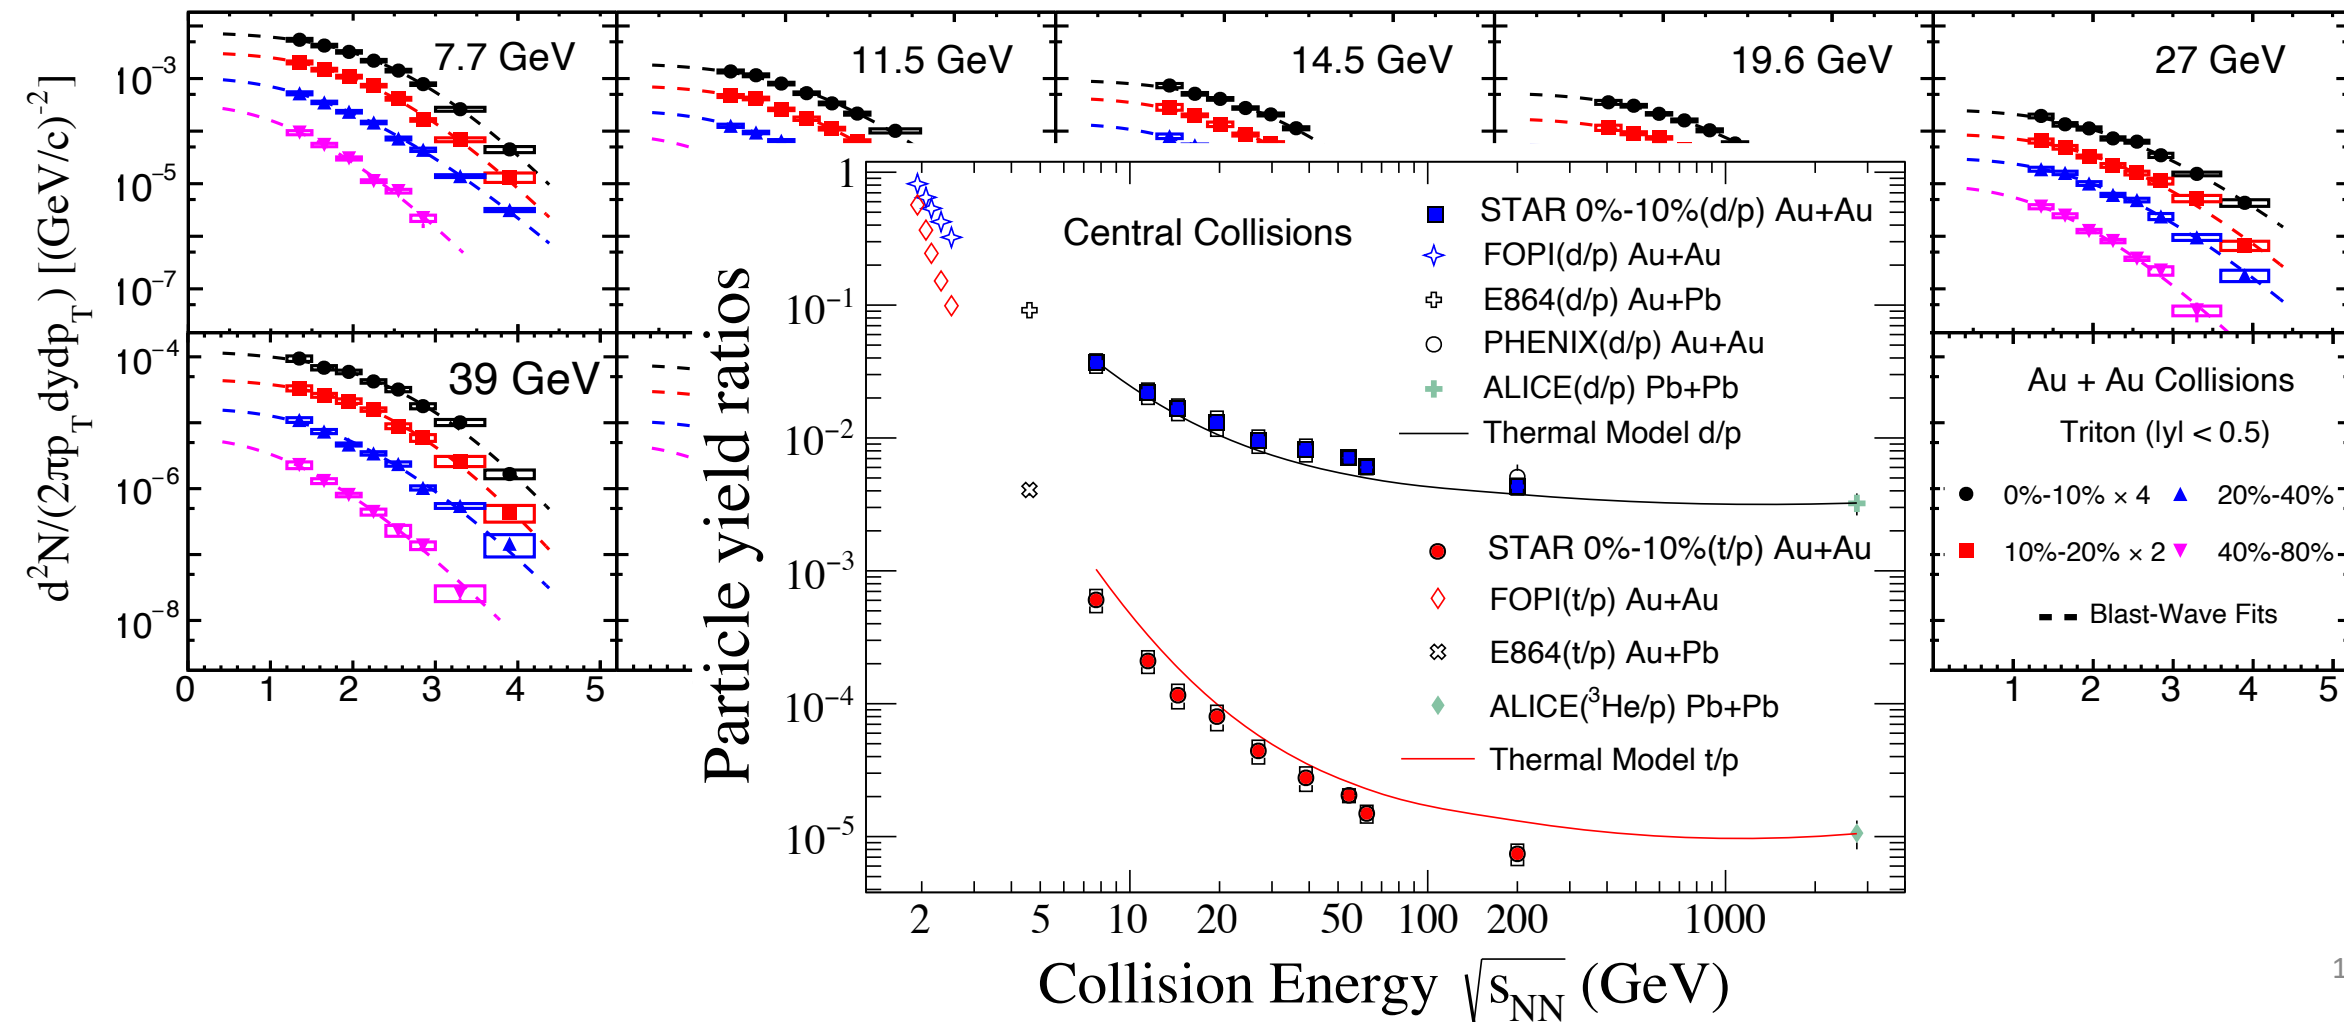 7.7 GeV
11.5 GeV
14.5 GeV
19.6 GeV
27 GeV
d²N/(2πp_T dydp_T) [(GeV/c)⁻²]
10⁻³
10⁻⁵
10⁻⁷
39 GeV
10⁻⁴
10⁻⁶
10⁻⁸
0 1 2 3 4 5
Particle yield ratios
1
10⁻¹
10⁻²
10⁻³
10⁻⁴
10⁻⁵
Central Collisions
STAR 0%-10%(d/p) Au+Au
FOPI(d/p) Au+Au
E864(d/p) Au+Pb
PHENIX(d/p) Au+Au
ALICE(d/p) Pb+Pb
Thermal Model d/p
STAR 0%-10%(t/p) Au+Au
FOPI(t/p) Au+Au
E864(t/p) Au+Pb
ALICE(³He/p) Pb+Pb
Thermal Model t/p
2 5 10 20 50 100 200 1000
Collision Energy √s_NN (GeV)
Au + Au Collisions
Triton (|y| < 0.5)
0%-10% × 4 20%-40%
10%-20% × 2 40%-80%
Blast-Wave Fits
1 2 3 4 5
1